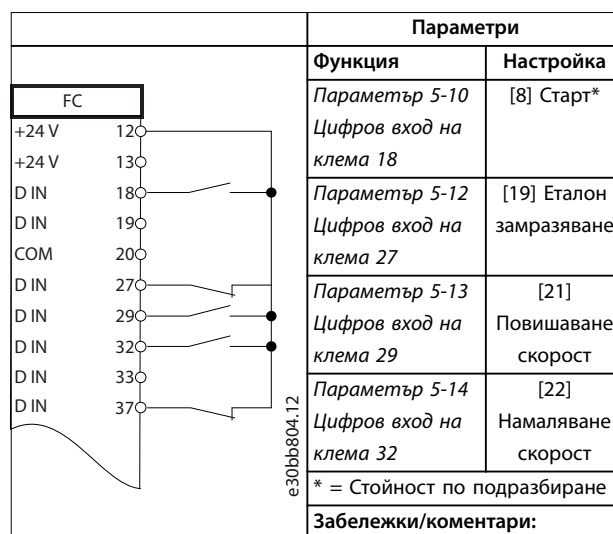 Параметри
Функция Настройка
FC
+24 V 12
+24 V 13
D IN 18
D IN 19
COM 20
D IN 27
D IN 29
D IN 32
D IN 33
D IN 37
e30bb804.12
Параметър 5-10 [8] Старт*
Цифров вход на
клема 18
Параметър 5-12 [19] Еталон
Цифров вход на замразяване
клема 27
Параметър 5-13 [21]
Цифров вход на Повишаване
клема 29 скорост
Параметър 5-14 [22]
Цифров вход на Намаляване
клема 32 скорост
* = Стойност по подразбиране
Забележки/коментари: